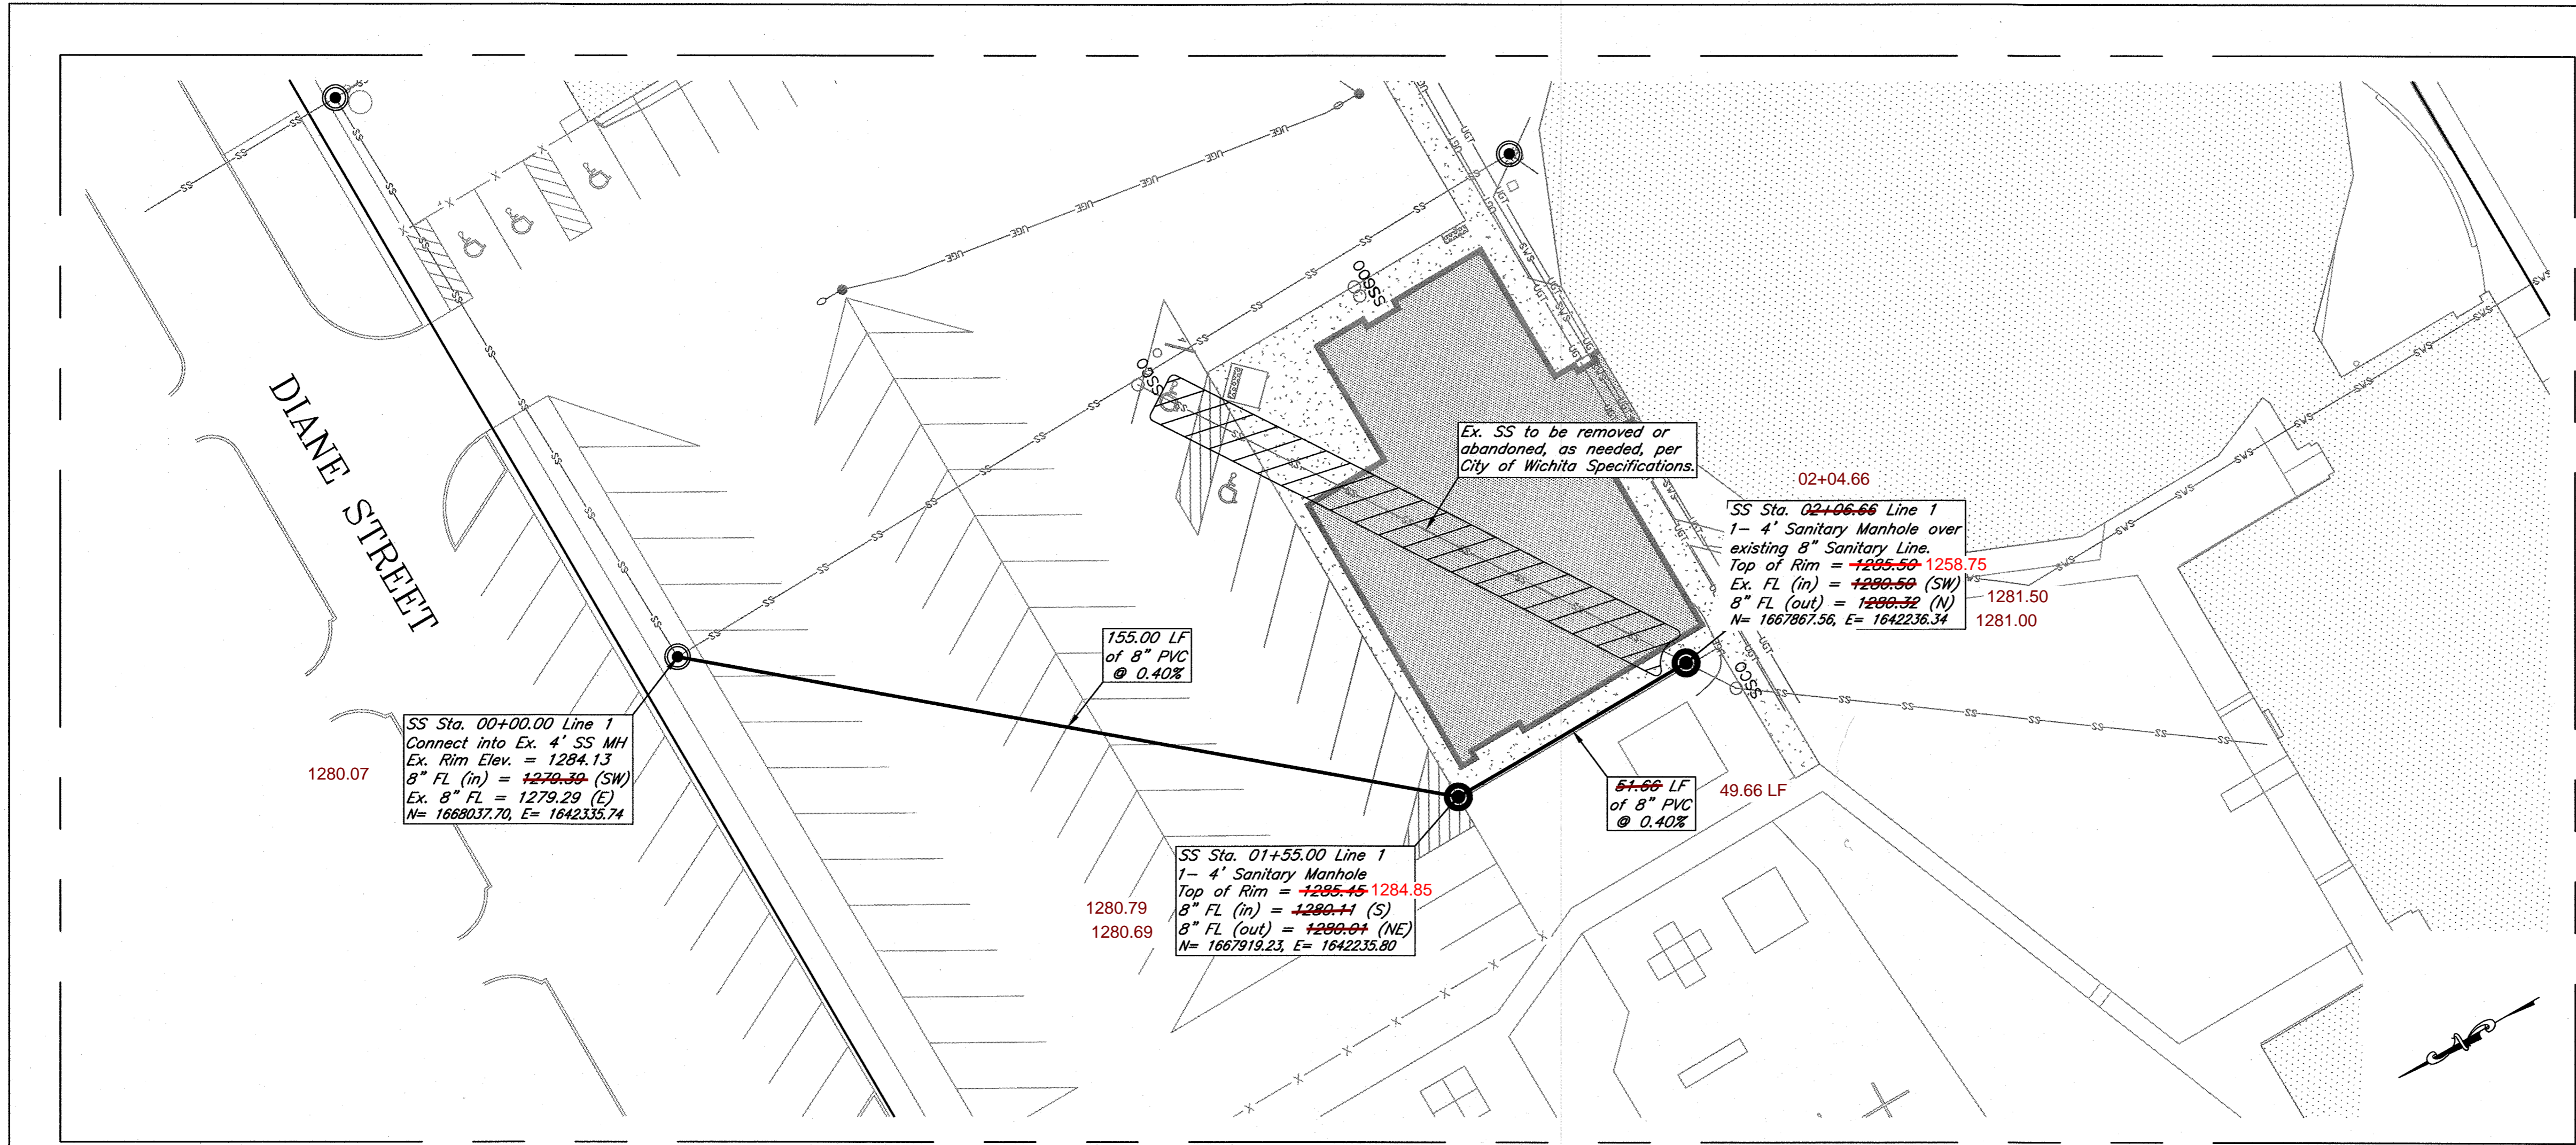 DIANE STREET
SS600
SSCO
Ex. SS to be removed or
abandoned, as needed, per
City of Wichita Specifications.
02+04.66
SS Sta. 02+06.66 Line 1
1- 4' Sanitary Manhole over
existing 8" Sanitary Line.
Top of Rim = 1285.50 1258.75
Ex. FL (in) = 1280.50 (SW)
1281.50
8" FL (out) = 1280.32 (N)
1281.00
N= 1667867.56, E= 1642236.34
155.00 LF
of 8" PVC
@ 0.40%
SSCO
SS Sta. 00+00.00 Line 1
Connect into Ex. 4' SS MH
Ex. Rim Elev. = 1284.13
1280.07
8" FL (in) = 1279.39 (SW)
Ex. 8" FL = 1279.29 (E)
N= 1668037.70, E= 1642335.74
51.66 LF
49.66 LF
of 8" PVC
@ 0.40%
SS Sta. 01+55.00 Line 1
1- 4' Sanitary Manhole
Top of Rim = 1285.45 1284.85
1280.79
8" FL (in) = 1280.11 (S)
1280.69
8" FL (out) = 1280.01 (NE)
N= 1667919.23, E= 1642235.80
SS
UGE
UGT
SWS
X